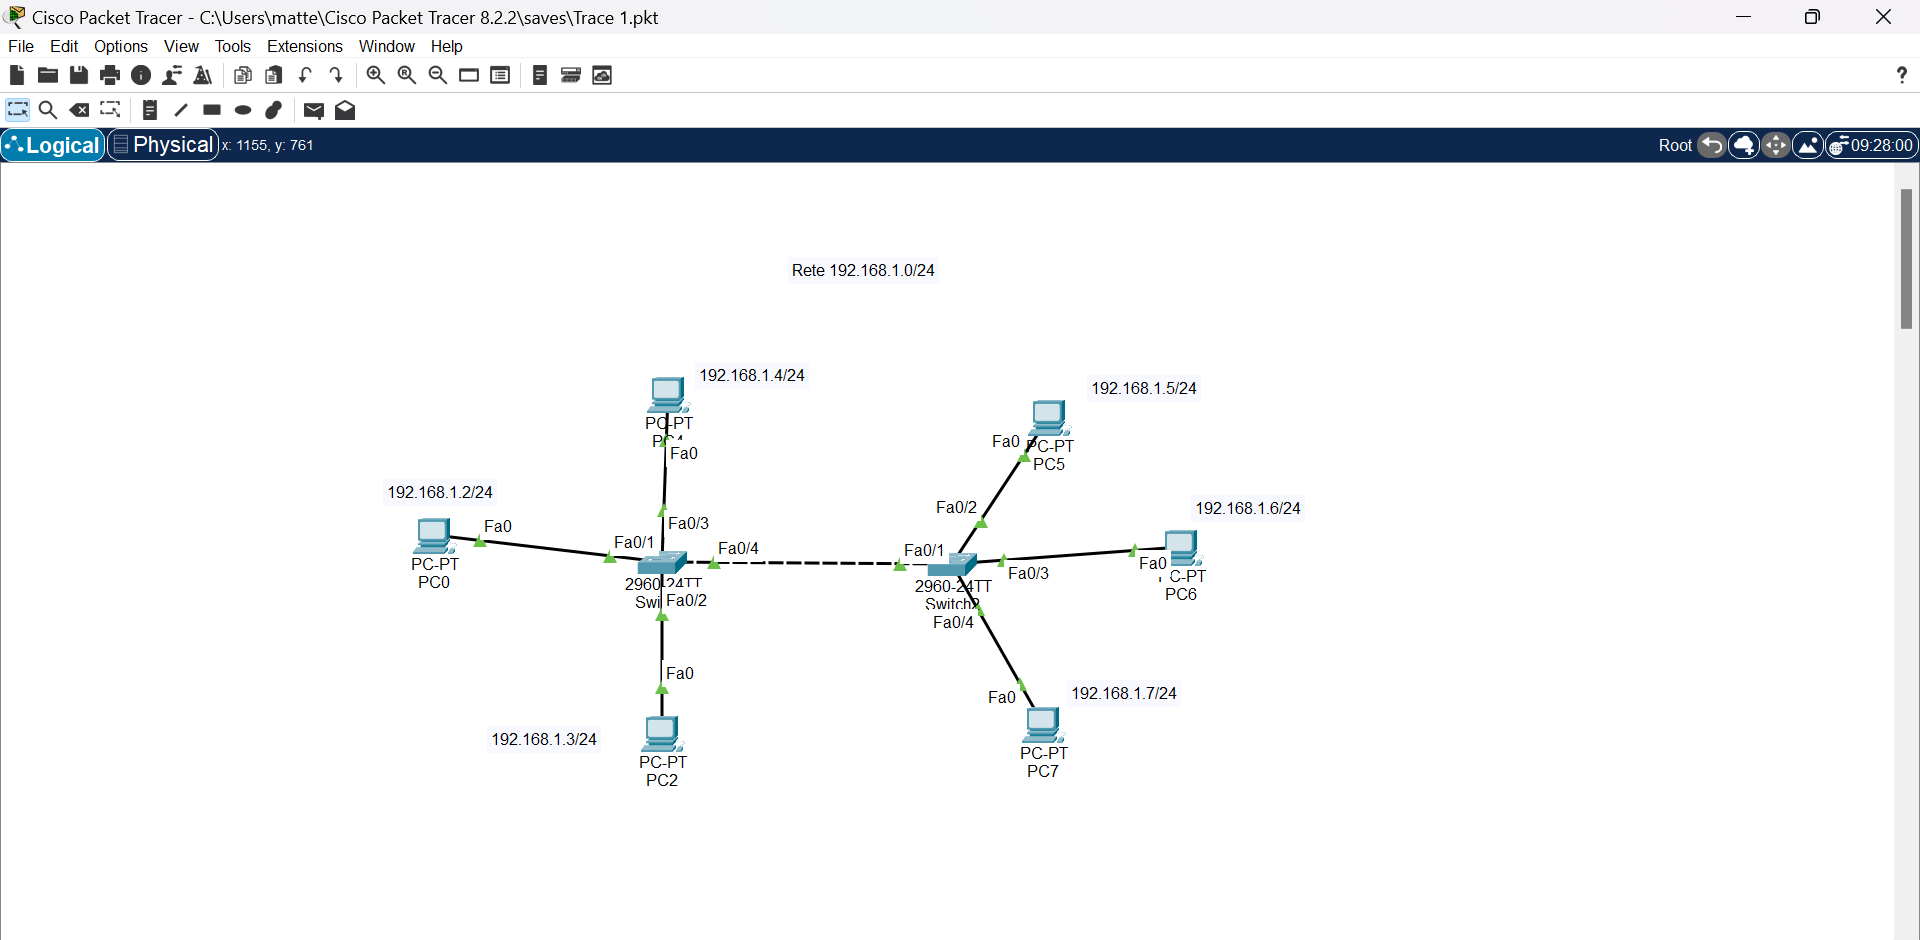 Cisco Packet Tracer - C:\Users\matte\Cisco Packet Tracer 8.2.2\saves\Trace 1.pkt
File Edit Options View Tools Extensions Window Help
?
Logical Physical x: 1155, y: 761 Root 09:28:00
Rete 192.168.1.0/24
192.168.1.4/24
PC-PT
Fa0
192.168.1.5/24
Fa0
PC-PT
PC5
192.168.1.2/24
Fa0
PC-PT
PC0
Fa0/1
Fa0/3
Fa0/4
2960-24TT
Fa0/2
Fa0/2
Fa0/1
Fa0/3
2960-24TT
Switch2
Fa0/4
192.168.1.6/24
Fa0
C-PT
PC6
Fa0
192.168.1.3/24
PC-PT
PC2
Fa0
192.168.1.7/24
PC-PT
PC7